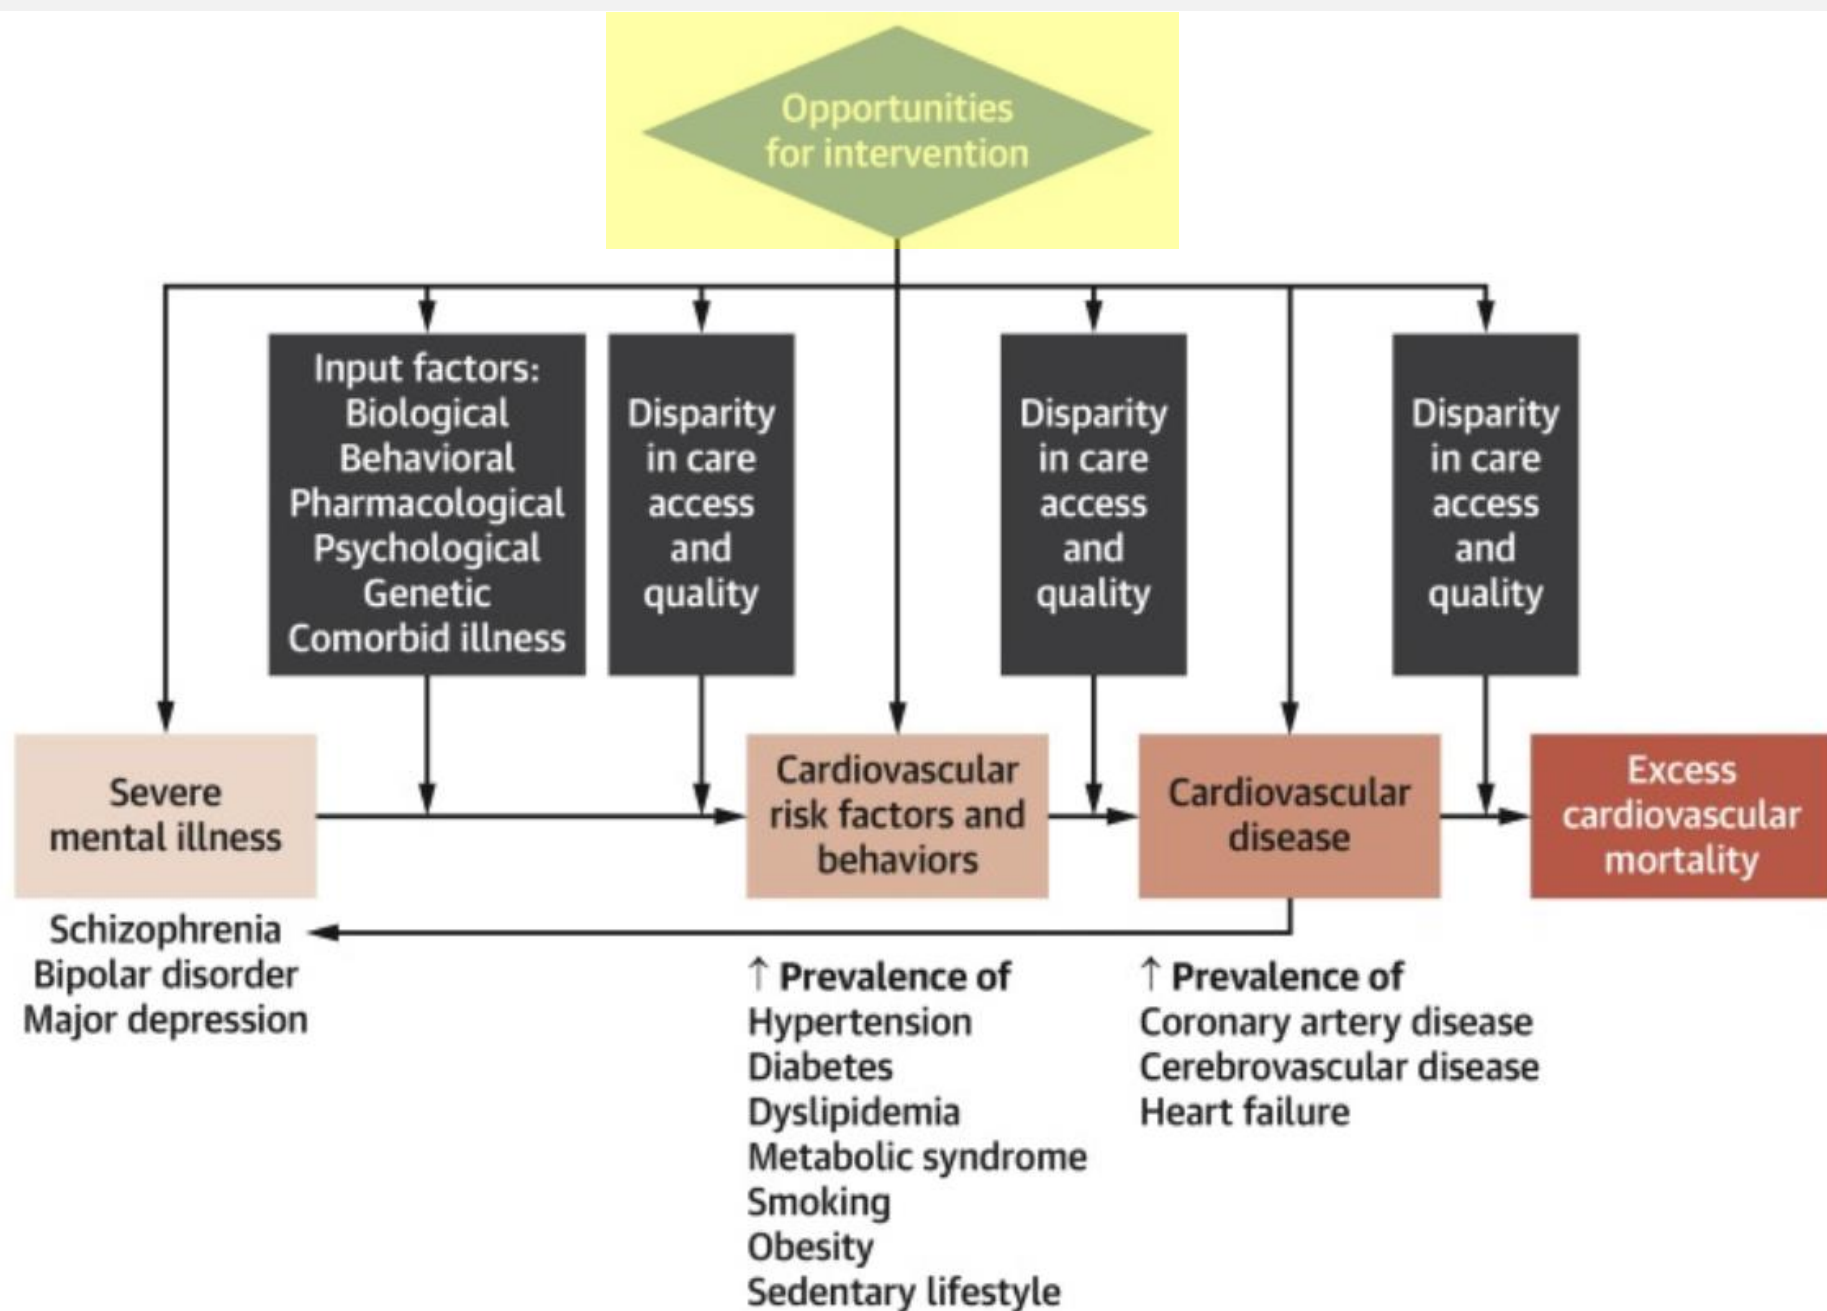 Opportunities
for intervention
Input factors:
Biological
Behavioral
Pharmacological
Psychological
Genetic
Comorbid illness
Disparity
in care
access
and
quality
Disparity
in care
access
and
quality
Disparity
in care
access
and
quality
Severe
mental illness
Cardiovascular
risk factors and
behaviors
Cardiovascular
disease
Excess
cardiovascular
mortality
Schizophrenia
Bipolar disorder
Major depression
↑ Prevalence of
Hypertension
Diabetes
Dyslipidemia
Metabolic syndrome
Smoking
Obesity
Sedentary lifestyle
↑ Prevalence of
Coronary artery disease
Cerebrovascular disease
Heart failure